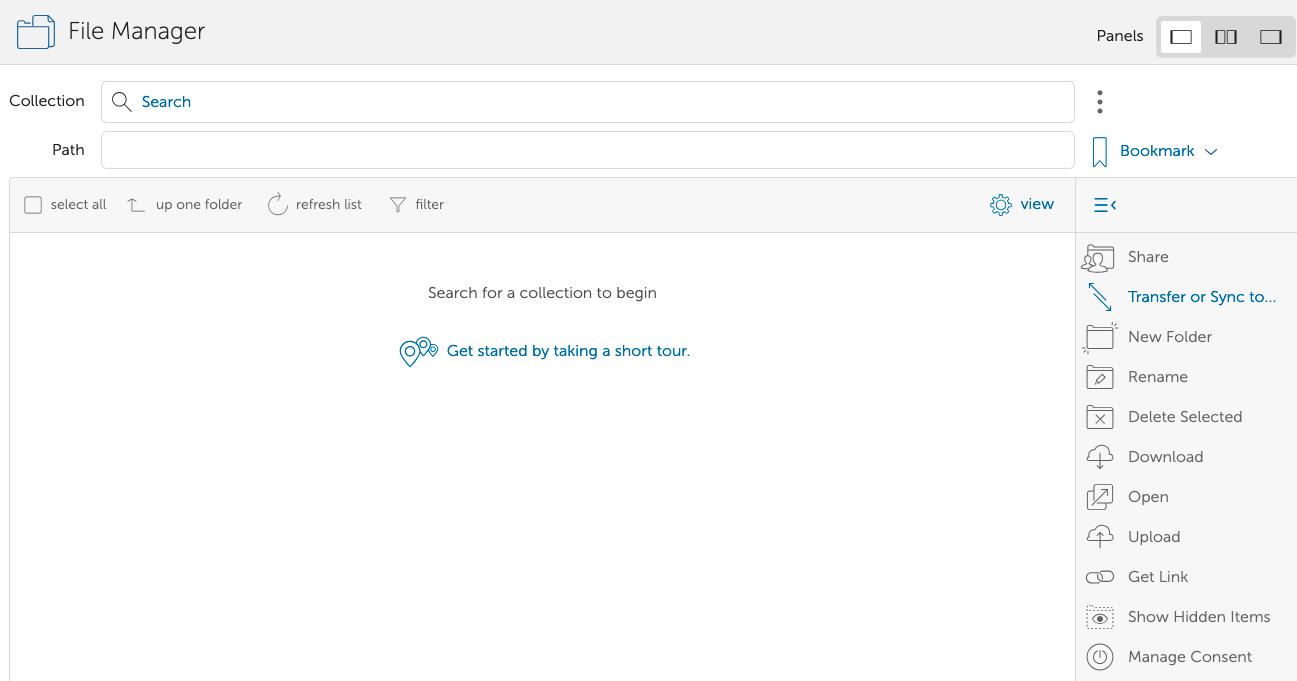 File Manager
Panels
Collection
Search
Path
Bookmark
select all
up one folder
refresh list
filter
view
Search for a collection to begin
Get started by taking a short tour.
Share
Transfer or Sync to...
New Folder
Rename
Delete Selected
Download
Open
Upload
Get Link
Show Hidden Items
Manage Consent